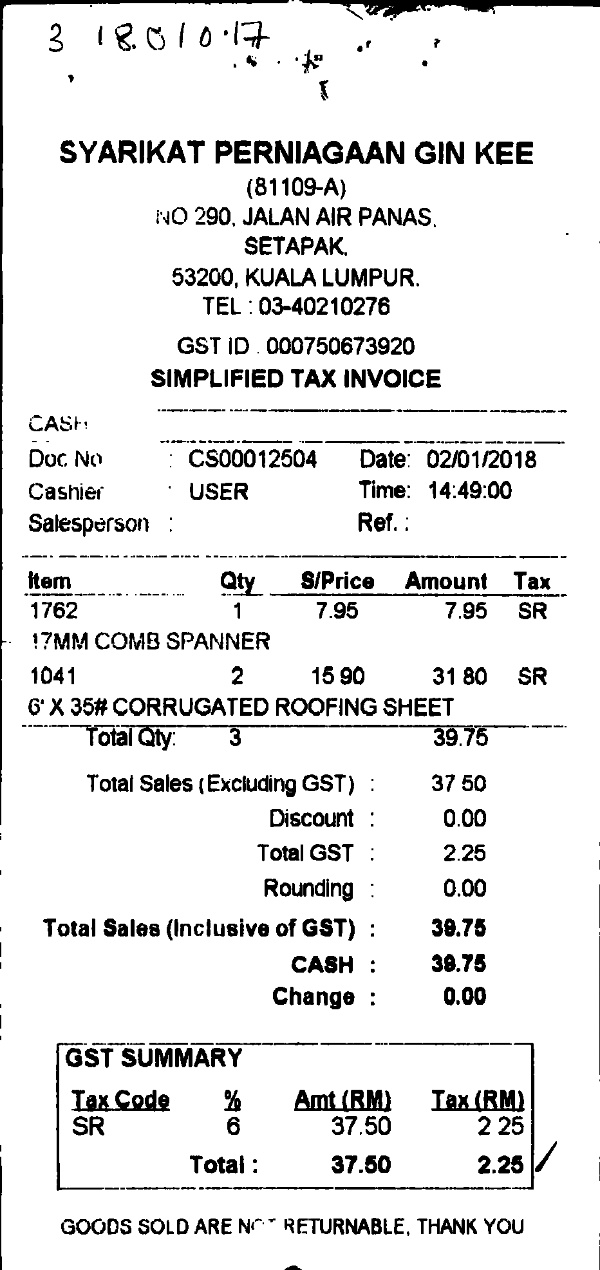 3 18.010.17
SYARIKAT PERNIAGAAN GIN KEE
(81109-A)
NO 290, JALAN AIR PANAS,
SETAPAK,
53200, KUALA LUMPUR.
TEL : 03-40210276
GST ID : 000750673920
SIMPLIFIED TAX INVOICE
CASH
Doc No : CS00012504 Date: 02/01/2018
Cashier : USER Time: 14:49:00
Salesperson : Ref. :
Item Qty S/Price Amount Tax
1762 1 7.95 7.95 SR
17MM COMB SPANNER
1041 2 15.90 31.80 SR
6' X 35# CORRUGATED ROOFING SHEET
Total Qty: 3 39.75
Total Sales (Excluding GST) : 37.50
Discount : 0.00
Total GST : 2.25
Rounding : 0.00
Total Sales (Inclusive of GST) : 39.75
CASH : 39.75
Change : 0.00
GST SUMMARY
Tax Code % Amt (RM) Tax (RM)
SR 6 37.50 2.25
Total : 37.50 2.25
GOODS SOLD ARE NOT RETURNABLE, THANK YOU